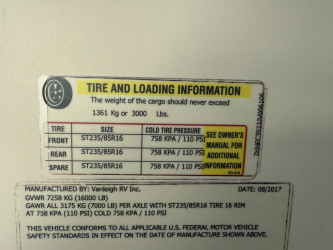 TIRE AND LOADING INFORMATION
The weight of the cargo should never exceed
1361 Kg or 3000 Lbs.
TIRE SIZE COLD TIRE PRESSURE
FRONT ST235/85R16 758 KPA / 110 PSI
REAR ST235/85R16 758 KPA / 110 PSI
SPARE ST235/85R16 758 KPA / 110 PSI
SEE OWNER'S
MANUAL FOR
ADDITIONAL
INFORMATION
MANUFACTURED BY: Vanleigh RV Inc. DATE: 08/2017
GVWR 7258 KG (16000 LB)
GAWR ALL 3175 KG (7000 LB) PER AXLE WITH ST235/85R16 TIRE 16 RIM
AT 758 KPA (110 PSI) COLD 758 KPA / 110 PSI
THIS VEHICLE CONFORMS TO ALL APPLICABLE U.S. FEDERAL MOTOR VEHICLE
SAFETY STANDARDS IN EFFECT ON THE DATE OF MANUFACTURE SHOWN ABOVE.